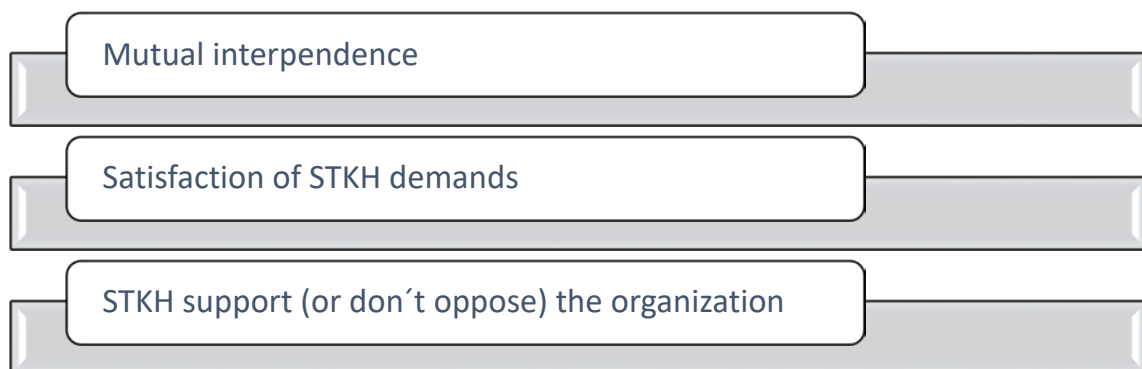 Mutual interpendence
Satisfaction of STKH demands
STKH support (or don´t oppose) the organization